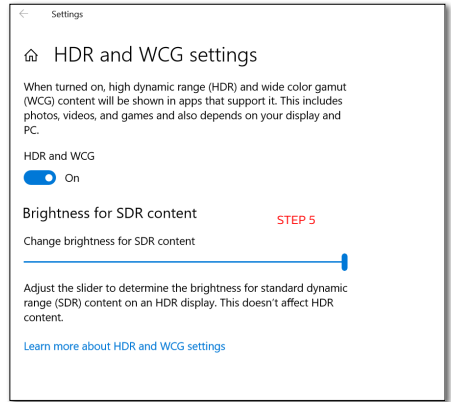 Settings
HDR and WCG settings
When turned on, high dynamic range (HDR) and wide color gamut
(WCG) content will be shown in apps that support it. This includes
photos, videos, and games and also depends on your display and
PC.
HDR and WCG
On
Brightness for SDR content
STEP 5
Change brightness for SDR content
Adjust the slider to determine the brightness for standard dynamic
range (SDR) content on an HDR display. This doesn't affect HDR
content.
Learn more about HDR and WCG settings